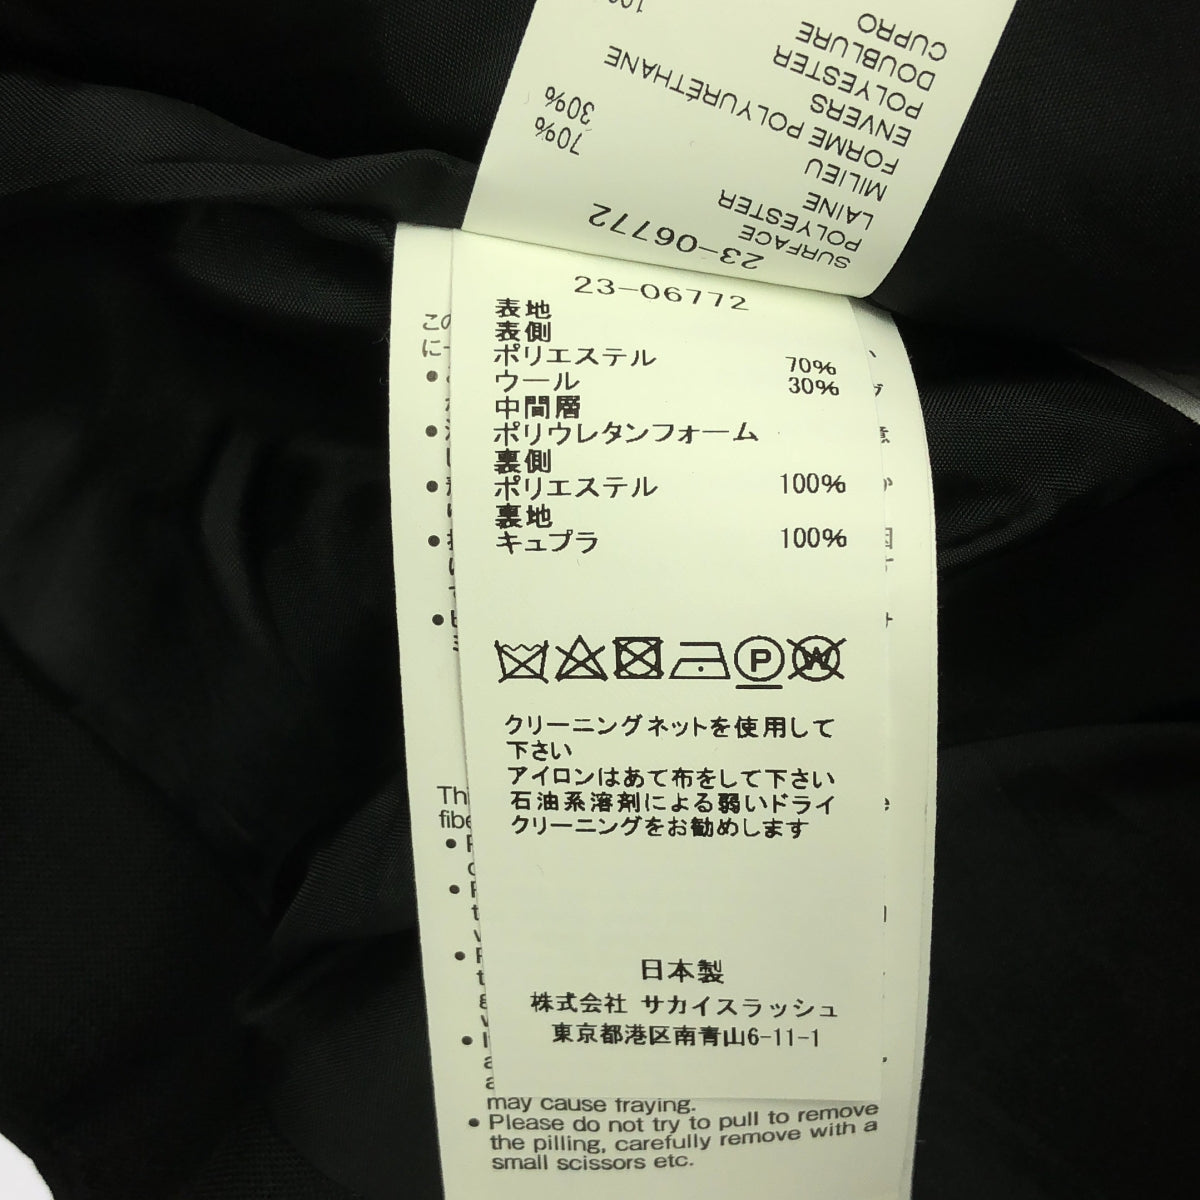 CUPRO
DOUBLURE
POLYESTER
ENVERS
FORME POLYURÉTHANE
MILIEU
LAINE 30%
POLYESTER 70%
SURFACE
23-06772
23-06772
表地
表側
ポリエステル 70%
ウール 30%
中間層
ポリウレタンフォーム
裏側
ポリエステル 100%
裏地
キュプラ 100%
P
W
クリーニングネットを使用して
下さい
アイロンはあて布をして下さい
石油系溶剤による弱いドライ
クリーニングをお勧めします
日本製
株式会社 サカイスラッシュ
東京都港区南青山6-11-1
may cause fraying.
● Please do not try to pull to remove
the pilling, carefully remove with a
small scissors etc.